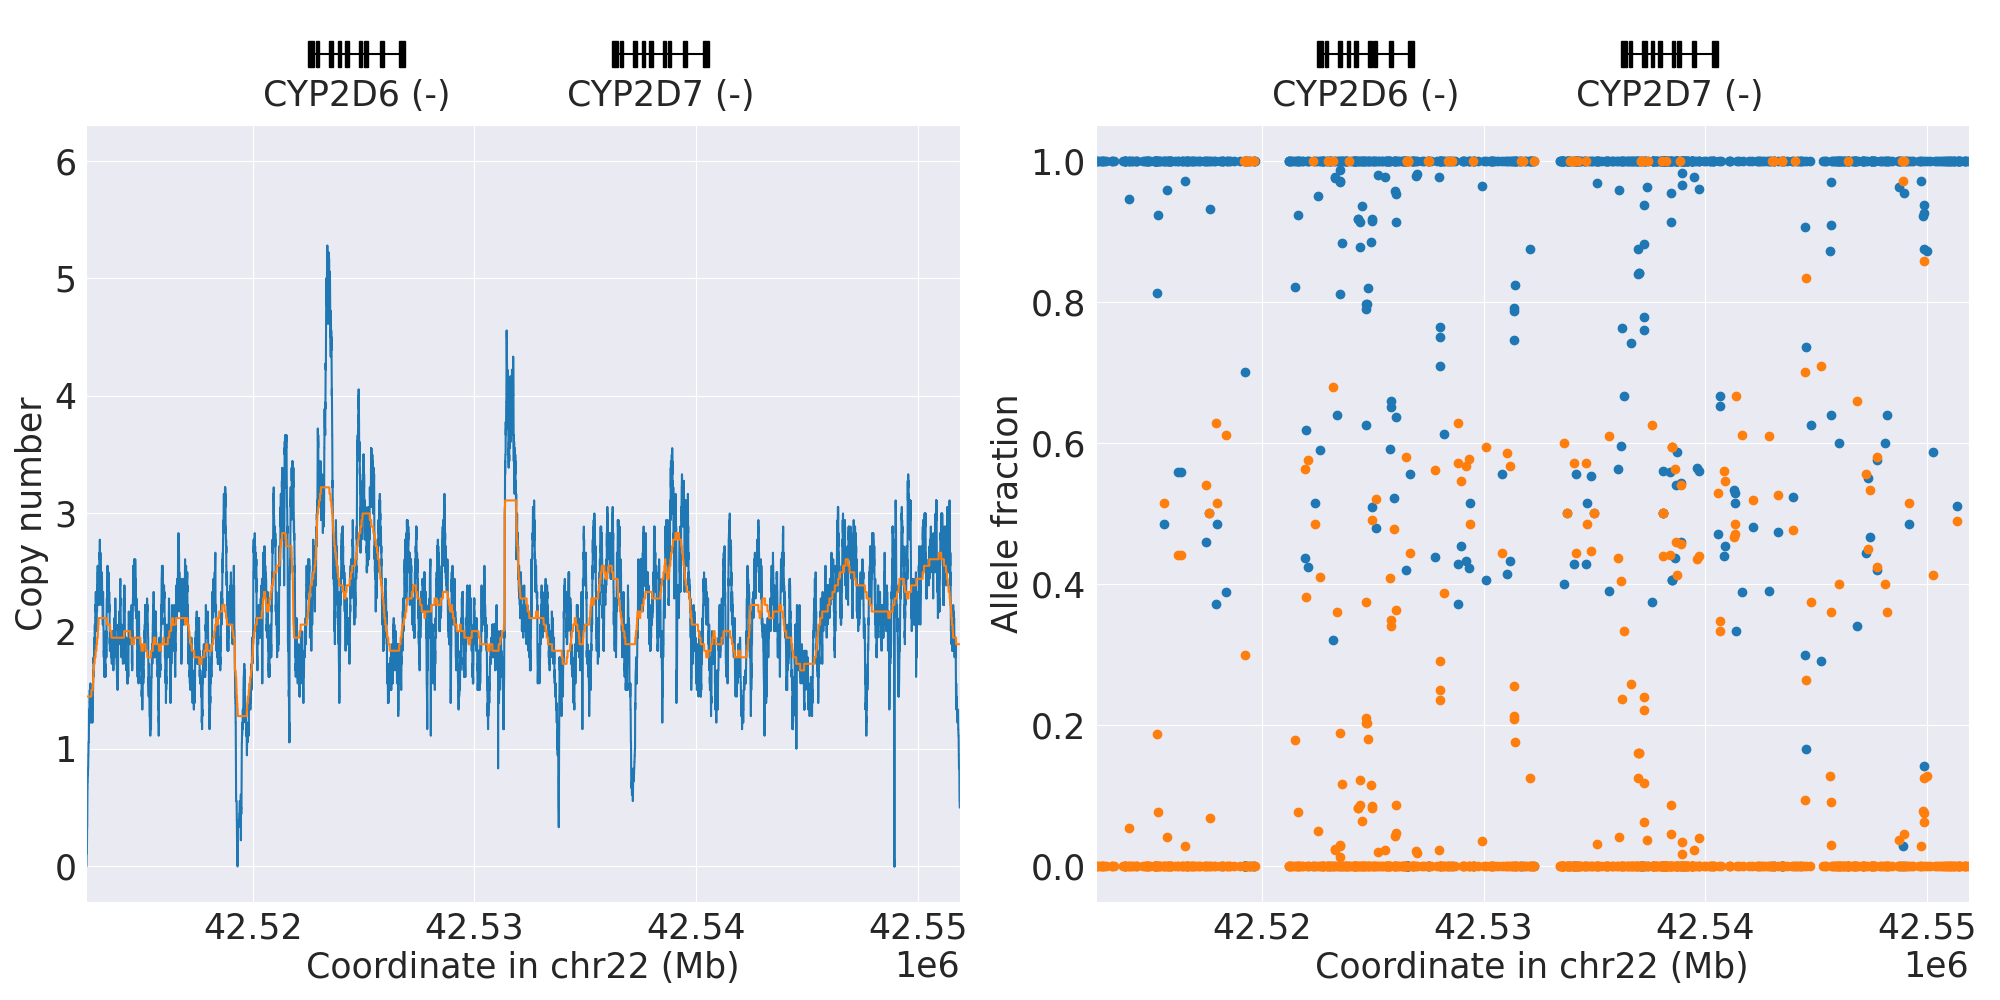 CYP2D6 (-) CYP2D7 (-)
6
5
4
3
2
1
0
Copy number
42.52 42.53 42.54 42.55
Coordinate in chr22 (Mb) 1e6
CYP2D6 (-) CYP2D7 (-)
1.0
0.8
0.6
0.4
0.2
0.0
Allele fraction
42.52 42.53 42.54 42.55
Coordinate in chr22 (Mb) 1e6